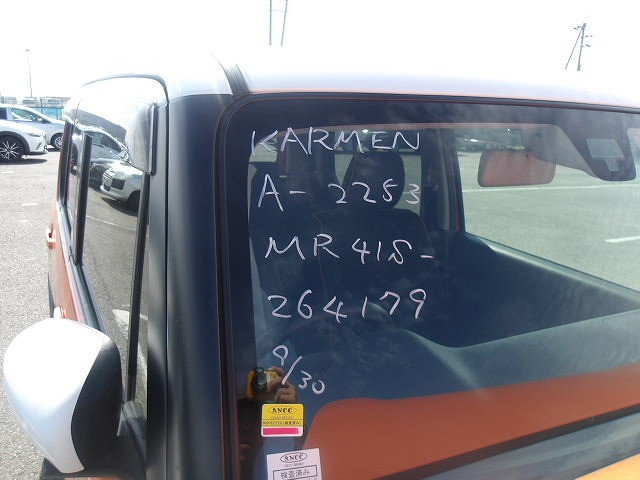 KARMEN
A-2253
MR41S-
264179
9/30
ANCC
ANCC
検査済み